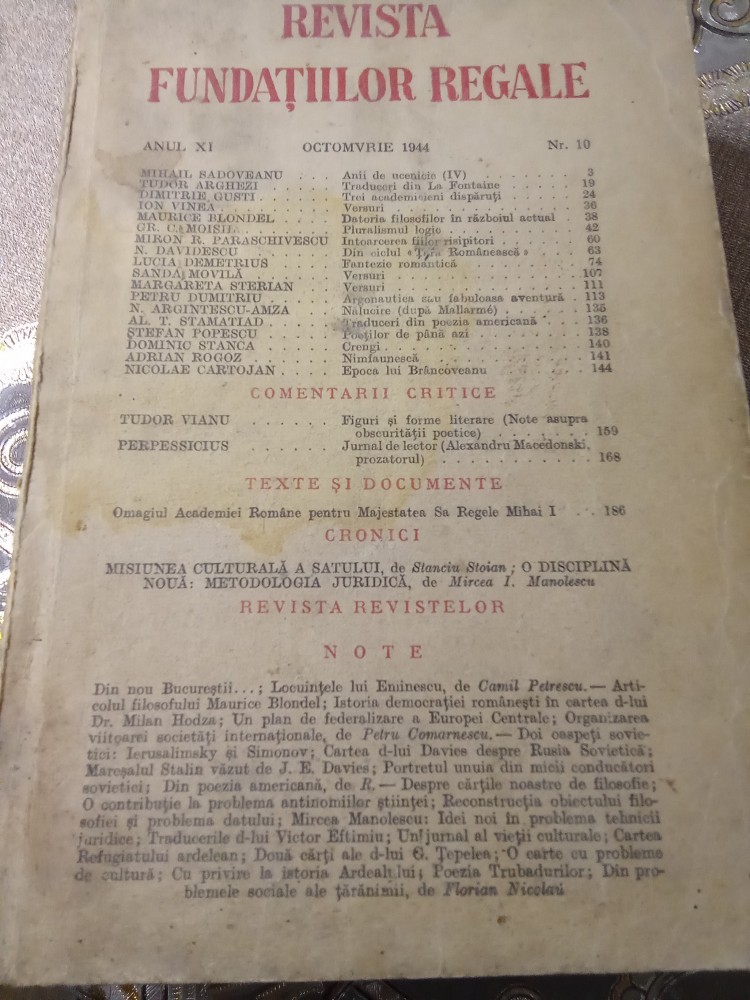 REVISTA
FUNDAȚIILOR REGALE
ANUL XI OCTOMVRIE 1944 Nr. 10
MIHAIL SADOVEANU . . . Anii de ucenicie (IV) . . . . . . . 3
TUDOR ARGHEZI . . . . . Traduceri din La Fontaine . . . . . . 19
DIMITRIE GUSTI . . . . . Trei academicieni dispăruți . . . . . 24
ION VINEA . . . . . . . . Versuri . . . . . . . . . . . . 36
MAURICE BLONDEL . . . . Datoria filosofilor în războiul actual . 38
GR. C. MOISIL . . . . . . Pluralismul logic . . . . . . . . . 42
MIRON R. PARASCHIVESCU Intoarcerea fiilor risipitori . . . . . . 60
N. DAVIDESCU . . . . . . Din ciclul «Țara Românească» . . . . 63
LUCIA DEMETRIUS . . . . Fantezie romantică . . . . . . . . 74
SANDA MOVILĂ . . . . . . Versuri . . . . . . . . . . . . 107
MARGARETA STERIAN . . . Versuri . . . . . . . . . . . . 111
PETRU DUMITRIU . . . . . Argonautica sau fabuloasa aventură . 113
N. ARGINTESCU-AMZA . . . Nălucire (după Mallarmé) . . . . . . 135
AL. T. STAMATIAD . . . . Traduceri din poezia americană . . . 136
ȘTEFAN POPESCU . . . . . Poeților de până azi . . . . . . . . 138
DOMINIC STANCA . . . . . Crengi . . . . . . . . . . . . . 140
ADRIAN ROGOZ . . . . . . Nimfaunescă . . . . . . . . . . 141
NICOLAE CARTOJAN . . . . Epoca lui Brâncoveanu . . . . . . . 144
COMENTARII CRITICE
TUDOR VIANU . . . . . . Figuri și forme literare (Note asupra
obscurității poetice) . . . . . . . 159
PERPESSICIUS . . . . . . Jurnal de lector (Alexandru Macedonski,
prozatorul) . . . . . . . . . . . 168
TEXTE ȘI DOCUMENTE
Omagiul Academiei Române pentru Majestatea Sa Regele Mihai I . . 186
CRONICI
MISIUNEA CULTURALĂ A SATULUI, de Stanciu Stoian; O DISCIPLINĂ
NOUĂ: METODOLOGIA JURIDICĂ, de Mircea I. Manolescu
REVISTA REVISTELOR
NOTE
Din nou Bucureștii...; Locuințele lui Eminescu, de Camil Petrescu. — Arti-
colul filosofului Maurice Blondel; Istoria democrației românești în cartea d-lui
Dr. Milan Hodza; Un plan de federalizare a Europei Centrale; Organizarea
viitoarei societăți internaționale, de Petru Comarnescu. — Doi oaspeți sovie-
tici: Ierusalimsky și Simonov; Cartea d-lui Davies despre Rusia Sovietică;
Mareșalul Stalin văzut de J. E. Davies; Portretul unuia din micii conducători
sovietici; Din poezia americană, de R. — Despre cărțile noastre de filosofie;
O contribuție la problema antinomiilor științei; Reconstrucția obiectului filo-
sofiei și problema datului; Mircea Manolescu: Idei noi în problema tehnicii
juridice; Traducerile d-lui Victor Eftimiu; Un jurnal al vieții culturale; Cartea
Refugiatului ardelean; Două cărți ale d-lui G. Țepelea; O carte cu probleme
de cultură; Cu privire la istoria Ardealului; Poezia Trubadurilor; Din pro-
blemele sociale ale țărănimii, de Florian Nicolau